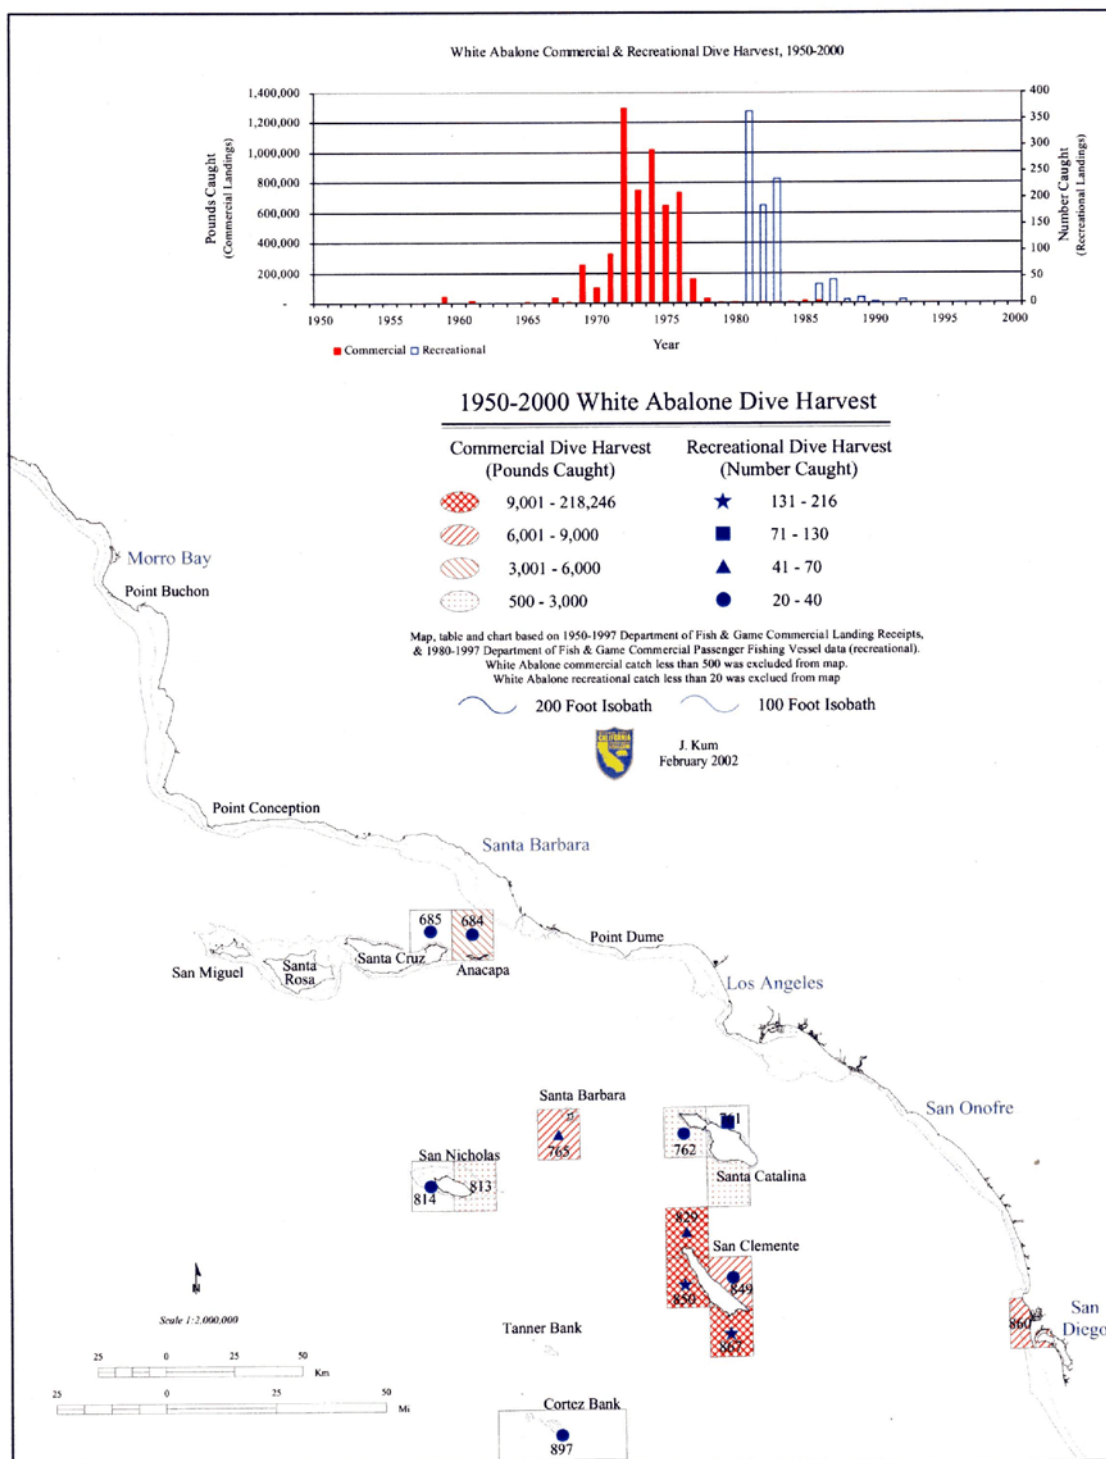 White Abalone Commercial & Recreational Dive Harvest, 1950-2000
1,400,000
1,200,000
1,000,000
800,000
600,000
400,000
200,000
-
Pounds Caught
(Commercial Landings)
400
350
300
250
200
150
100
50
0
Number Caught
(Recreational Landings)
1950 1955 1960 1965 1970 1975 1980 1985 1990 1995 2000
Year
Commercial Recreational
1950-2000 White Abalone Dive Harvest
Commercial Dive Harvest
(Pounds Caught)
9,001 - 218,246
6,001 - 9,000
3,001 - 6,000
500 - 3,000
Recreational Dive Harvest
(Number Caught)
131 - 216
71 - 130
41 - 70
20 - 40
Map, table and chart based on 1950-1997 Department of Fish & Game Commercial Landing Receipts,
& 1980-1997 Department of Fish & Game Commercial Passenger Fishing Vessel data (recreational).
White Abalone commercial catch less than 500 was excluded from map.
White Abalone recreational catch less than 20 was exclued from map
200 Foot Isobath 100 Foot Isobath
CALIFORNIA
J. Kum
February 2002
Morro Bay
Point Buchon
Point Conception
Santa Barbara
685 684
Point Dume
San Miguel
Santa
Rosa
Santa Cruz
Anacapa
Los Angeles
Santa Barbara
765
San Onofre
761
762
Santa Catalina
San Nicholas
814 813
829
San Clemente
850 849
867
860
San
Diego
N
Scale 1:2,000,000
25 0 25 50
Km
25 0 25 50
Mi
Tanner Bank
Cortez Bank
897